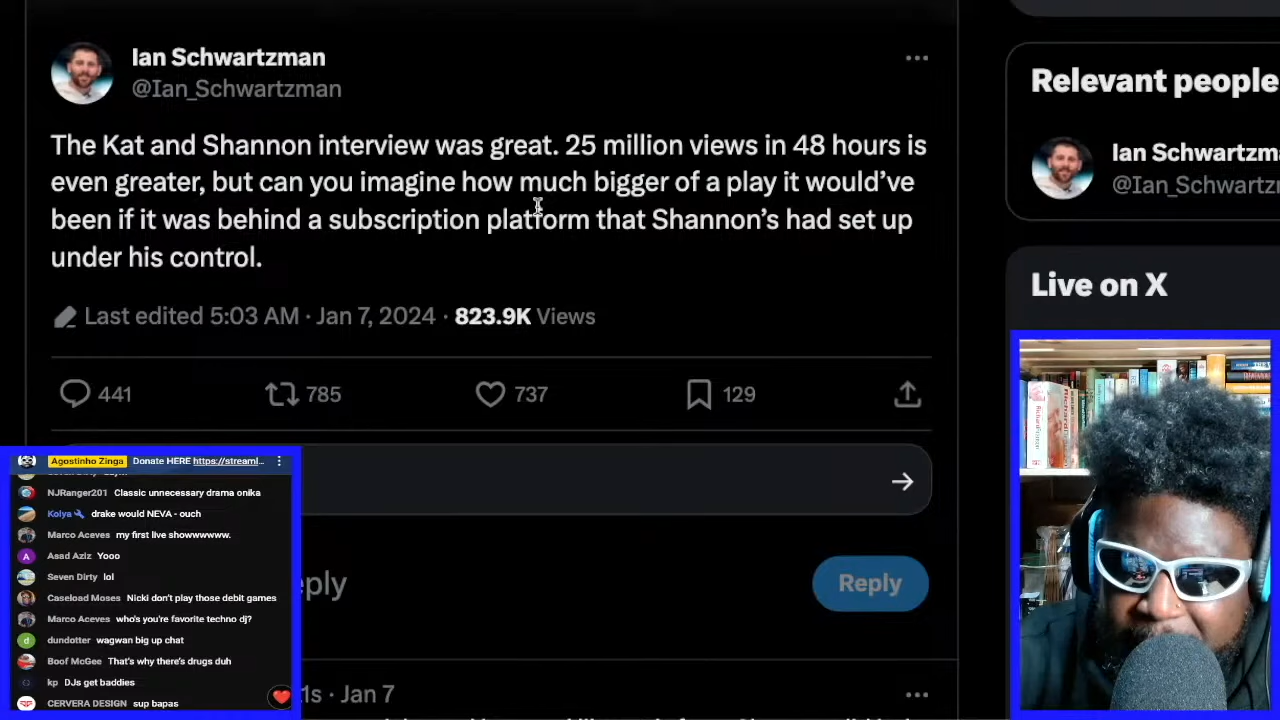 Ian Schwartzman
@Ian_Schwartzman
The Kat and Shannon interview was great. 25 million views in 48 hours is
even greater, but can you imagine how much bigger of a play it would’ve
been if it was behind a subscription platform that Shannon’s had set up
under his control.
Last edited 5:03 AM · Jan 7, 2024 · 823.9K Views
441 785 737 129
Reply
· Jan 7
Relevant people
Ian Schwartzm
@Ian_Schwartzm
Live on X
Agostinho Zinga Donate HERE https://streaml...
NJRanger201 Classic unnecessary drama onika
Kolya drake would NEVA - ouch
Marco Aceves my first live showwwwww.
Asad Aziz Yooo
Seven Dirty lol
Caseload Moses Nicki don't play those debit games
Marco Aceves who's you're favorite techno dj?
dundotter wagwan big up chat
Boof McGee That's why there's drugs duh
kp DJs get baddies
CERVERA DESIGN sup bapas